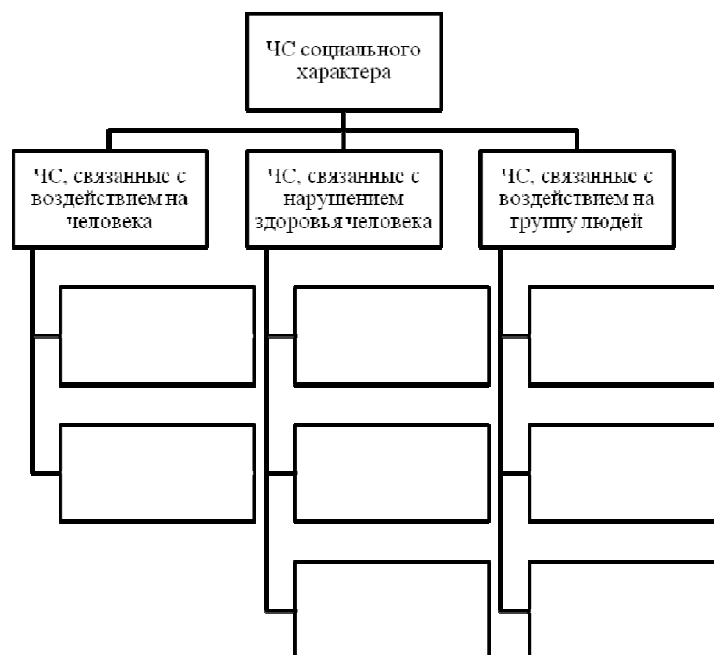 ЧС социального
характера
ЧС, связанные с
воздействием на
человека
ЧС, связанные с
нарушением
здоровья человека
ЧС, связанные с
воздействием на
группу людей